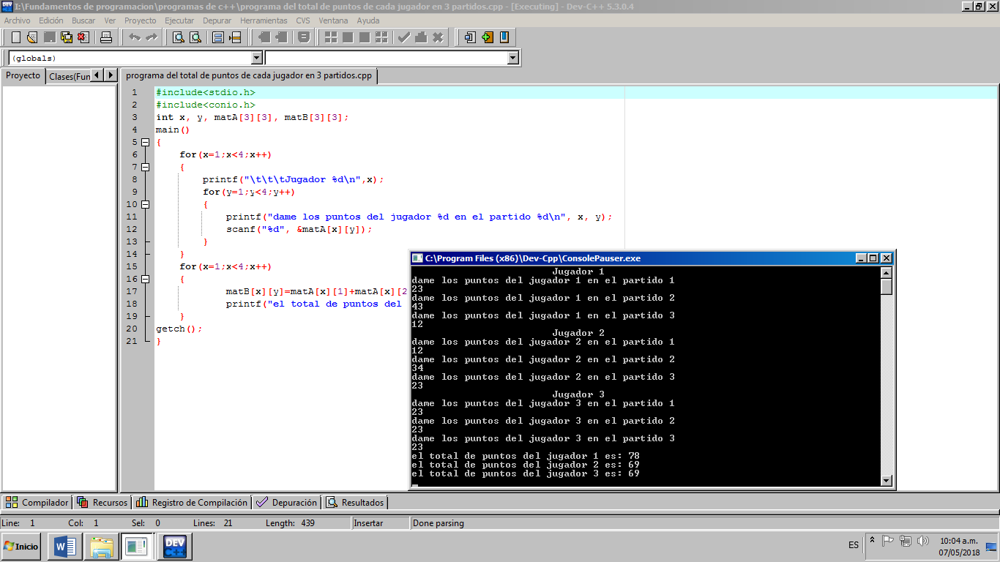 I:\Fundamentos de programacion\programas de c++\programa del total de puntos de cada jugador en 3 partidos.cpp - [Executing] - Dev-C++ 5.3.0.4
Archivo Edición Buscar Ver Proyecto Ejecutar Depurar Herramientas CVS Ventana Ayuda
(globals)
Proyecto Clases(Fun programa del total de puntos de cada jugador en 3 partidos.cpp
1 #include<stdio.h>
2 #include<conio.h>
3 int x, y, matA[3][3], matB[3][3];
4 main()
5 {
6 for(x=1;x<4;x++)
7 {
8 printf("\t\t\tJugador %d\n",x);
9 for(y=1;y<4;y++)
10 {
11 printf("dame los puntos del jugador %d en el partido %d\n", x, y);
12 scanf("%d", &matA[x][y]);
13 }
14 }
15 for(x=1;x<4;x++)
16 {
17 matB[x][y]=matA[x][1]+matA[x][2
18 printf("el total de puntos del
19 }
20 getch();
21 }
C:\Program Files (x86)\Dev-Cpp\ConsolePauser.exe
Jugador 1
dame los puntos del jugador 1 en el partido 1
23
dame los puntos del jugador 1 en el partido 2
43
dame los puntos del jugador 1 en el partido 3
12
Jugador 2
dame los puntos del jugador 2 en el partido 1
12
dame los puntos del jugador 2 en el partido 2
34
dame los puntos del jugador 2 en el partido 3
23
Jugador 3
dame los puntos del jugador 3 en el partido 1
23
dame los puntos del jugador 3 en el partido 2
23
dame los puntos del jugador 3 en el partido 3
23
el total de puntos del jugador 1 es: 78
el total de puntos del jugador 2 es: 69
el total de puntos del jugador 3 es: 69
Compilador Recursos Registro de Compilación Depuración Resultados
Line: 1 Col: 1 Sel: 0 Lines: 21 Length: 439 Insertar Done parsing
Inicio W DEV C++ ES 10:04 a.m.
07/05/2018